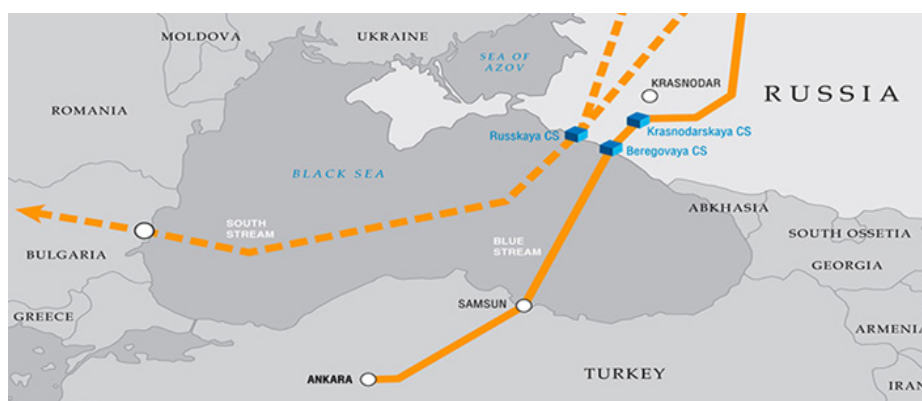 MOLDOVA
UKRAINE
SEA OF
AZOV
KRASNODAR
RUSSIA
ROMANIA
Russkaya CS
Krasnodarskaya CS
Beregovaya CS
BLACK SEA
ABKHASIA
SOUTH
STREAM
SOUTH OSSETIA
BULGARIA
BLUE
STREAM
GEORGIA
SAMSUN
GREECE
ARMENIA
ANKARA
TURKEY
IRAN